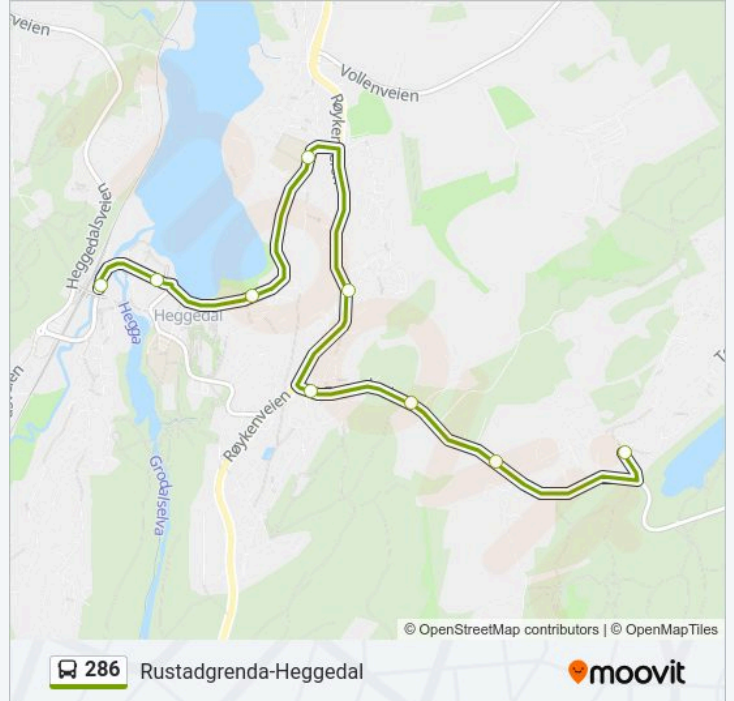 veien
Vollenveien
Røyken
Heggedalsveien
Hegga
Heggedal
Røykenveien
Grodalselva
© OpenStreetMap contributors | © OpenMapTiles
286 Rustadgrenda-Heggedal
moovit